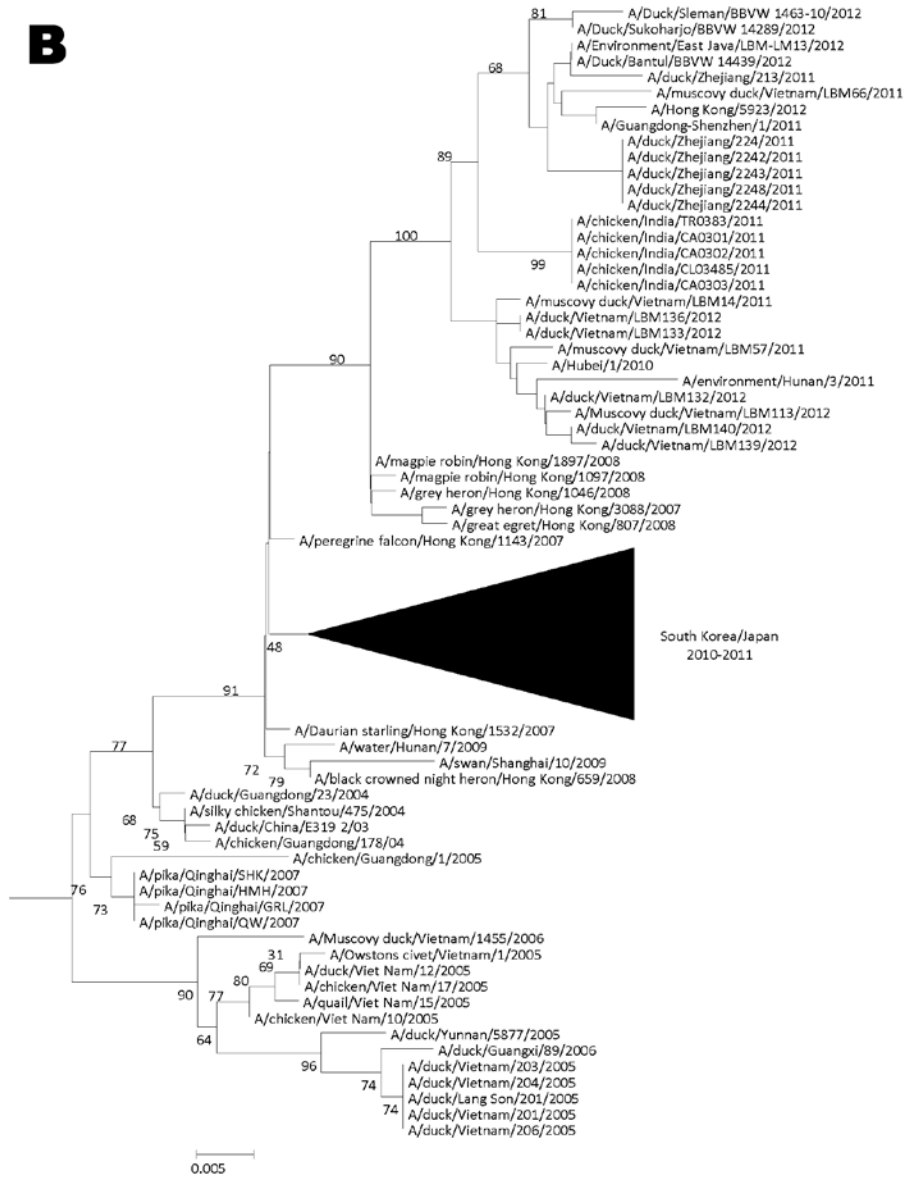 B
81
A/Duck/Sleman/BBVW 1463-10/2012
A/Duck/Sukoharjo/BBVW 14289/2012
A/Environment/East Java/LBM-LM13/2012
A/Duck/Bantul/BBVW 14439/2012
68
A/duck/Zhejiang/213/2011
A/muscovy duck/Vietnam/LBM66/2011
A/Hong Kong/5923/2012
A/Guangdong-Shenzhen/1/2011
A/duck/Zhejiang/224/2011
89
A/duck/Zhejiang/2242/2011
A/duck/Zhejiang/2243/2011
A/duck/Zhejiang/2248/2011
A/duck/Zhejiang/2244/2011
A/chicken/India/TR0383/2011
100
A/chicken/India/CA0301/2011
A/chicken/India/CA0302/2011
99
A/chicken/India/CL03485/2011
A/chicken/India/CA0303/2011
A/muscovy duck/Vietnam/LBM14/2011
A/duck/Vietnam/LBM136/2012
A/duck/Vietnam/LBM133/2012
A/muscovy duck/Vietnam/LBM57/2011
90
A/Hubei/1/2010
A/environment/Hunan/3/2011
A/duck/Vietnam/LBM132/2012
A/Muscovy duck/Vietnam/LBM113/2012
A/duck/Vietnam/LBM140/2012
A/duck/Vietnam/LBM139/2012
A/magpie robin/Hong Kong/1897/2008
A/magpie robin/Hong Kong/1097/2008
A/grey heron/Hong Kong/1046/2008
A/grey heron/Hong Kong/3088/2007
A/great egret/Hong Kong/807/2008
A/peregrine falcon/Hong Kong/1143/2007
South Korea/Japan
2010-2011
48
91
A/Daurian starling/Hong Kong/1532/2007
77
A/water/Hunan/7/2009
A/swan/Shanghai/10/2009
72
79
A/black crowned night heron/Hong Kong/659/2008
A/duck/Guangdong/23/2004
A/silky chicken/Shantou/475/2004
68
A/duck/China/E319 2/03
75
A/chicken/Guangdong/178/04
59
A/chicken/Guangdong/1/2005
A/pika/Qinghai/SHK/2007
76
A/pika/Qinghai/HMH/2007
73
A/pika/Qinghai/GRL/2007
A/pika/Qinghai/QW/2007
A/Muscovy duck/Vietnam/1455/2006
31
A/Owstons civet/Vietnam/1/2005
69
A/duck/Viet Nam/12/2005
80
A/chicken/Viet Nam/17/2005
90
77
A/quail/Viet Nam/15/2005
A/chicken/Viet Nam/10/2005
64
A/duck/Yunnan/5877/2005
A/duck/Guangxi/89/2006
96
A/duck/Vietnam/203/2005
74
A/duck/Vietnam/204/2005
A/duck/Lang Son/201/2005
74
A/duck/Vietnam/201/2005
A/duck/Vietnam/206/2005
0.005